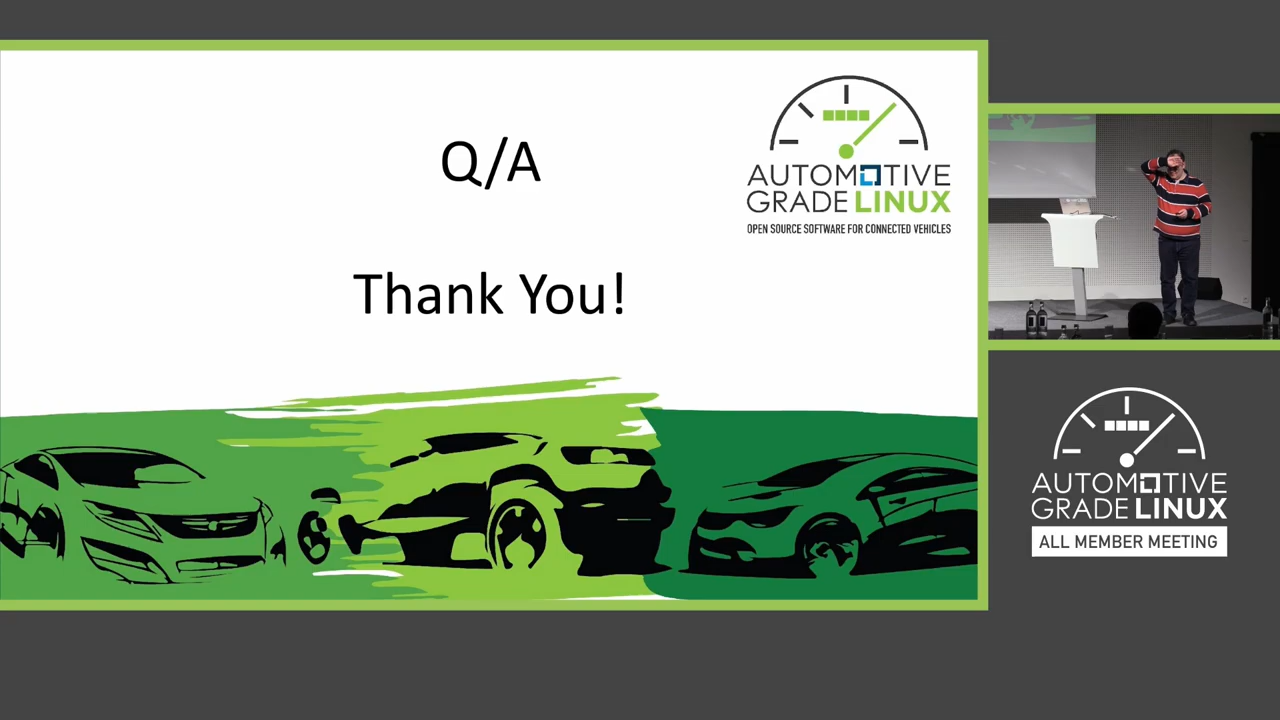 Q/A
Thank You!
AUTOMOTIVE
GRADE LINUX
OPEN SOURCE SOFTWARE FOR CONNECTED VEHICLES
AUTOMOTIVE
GRADE LINUX
ALL MEMBER MEETING